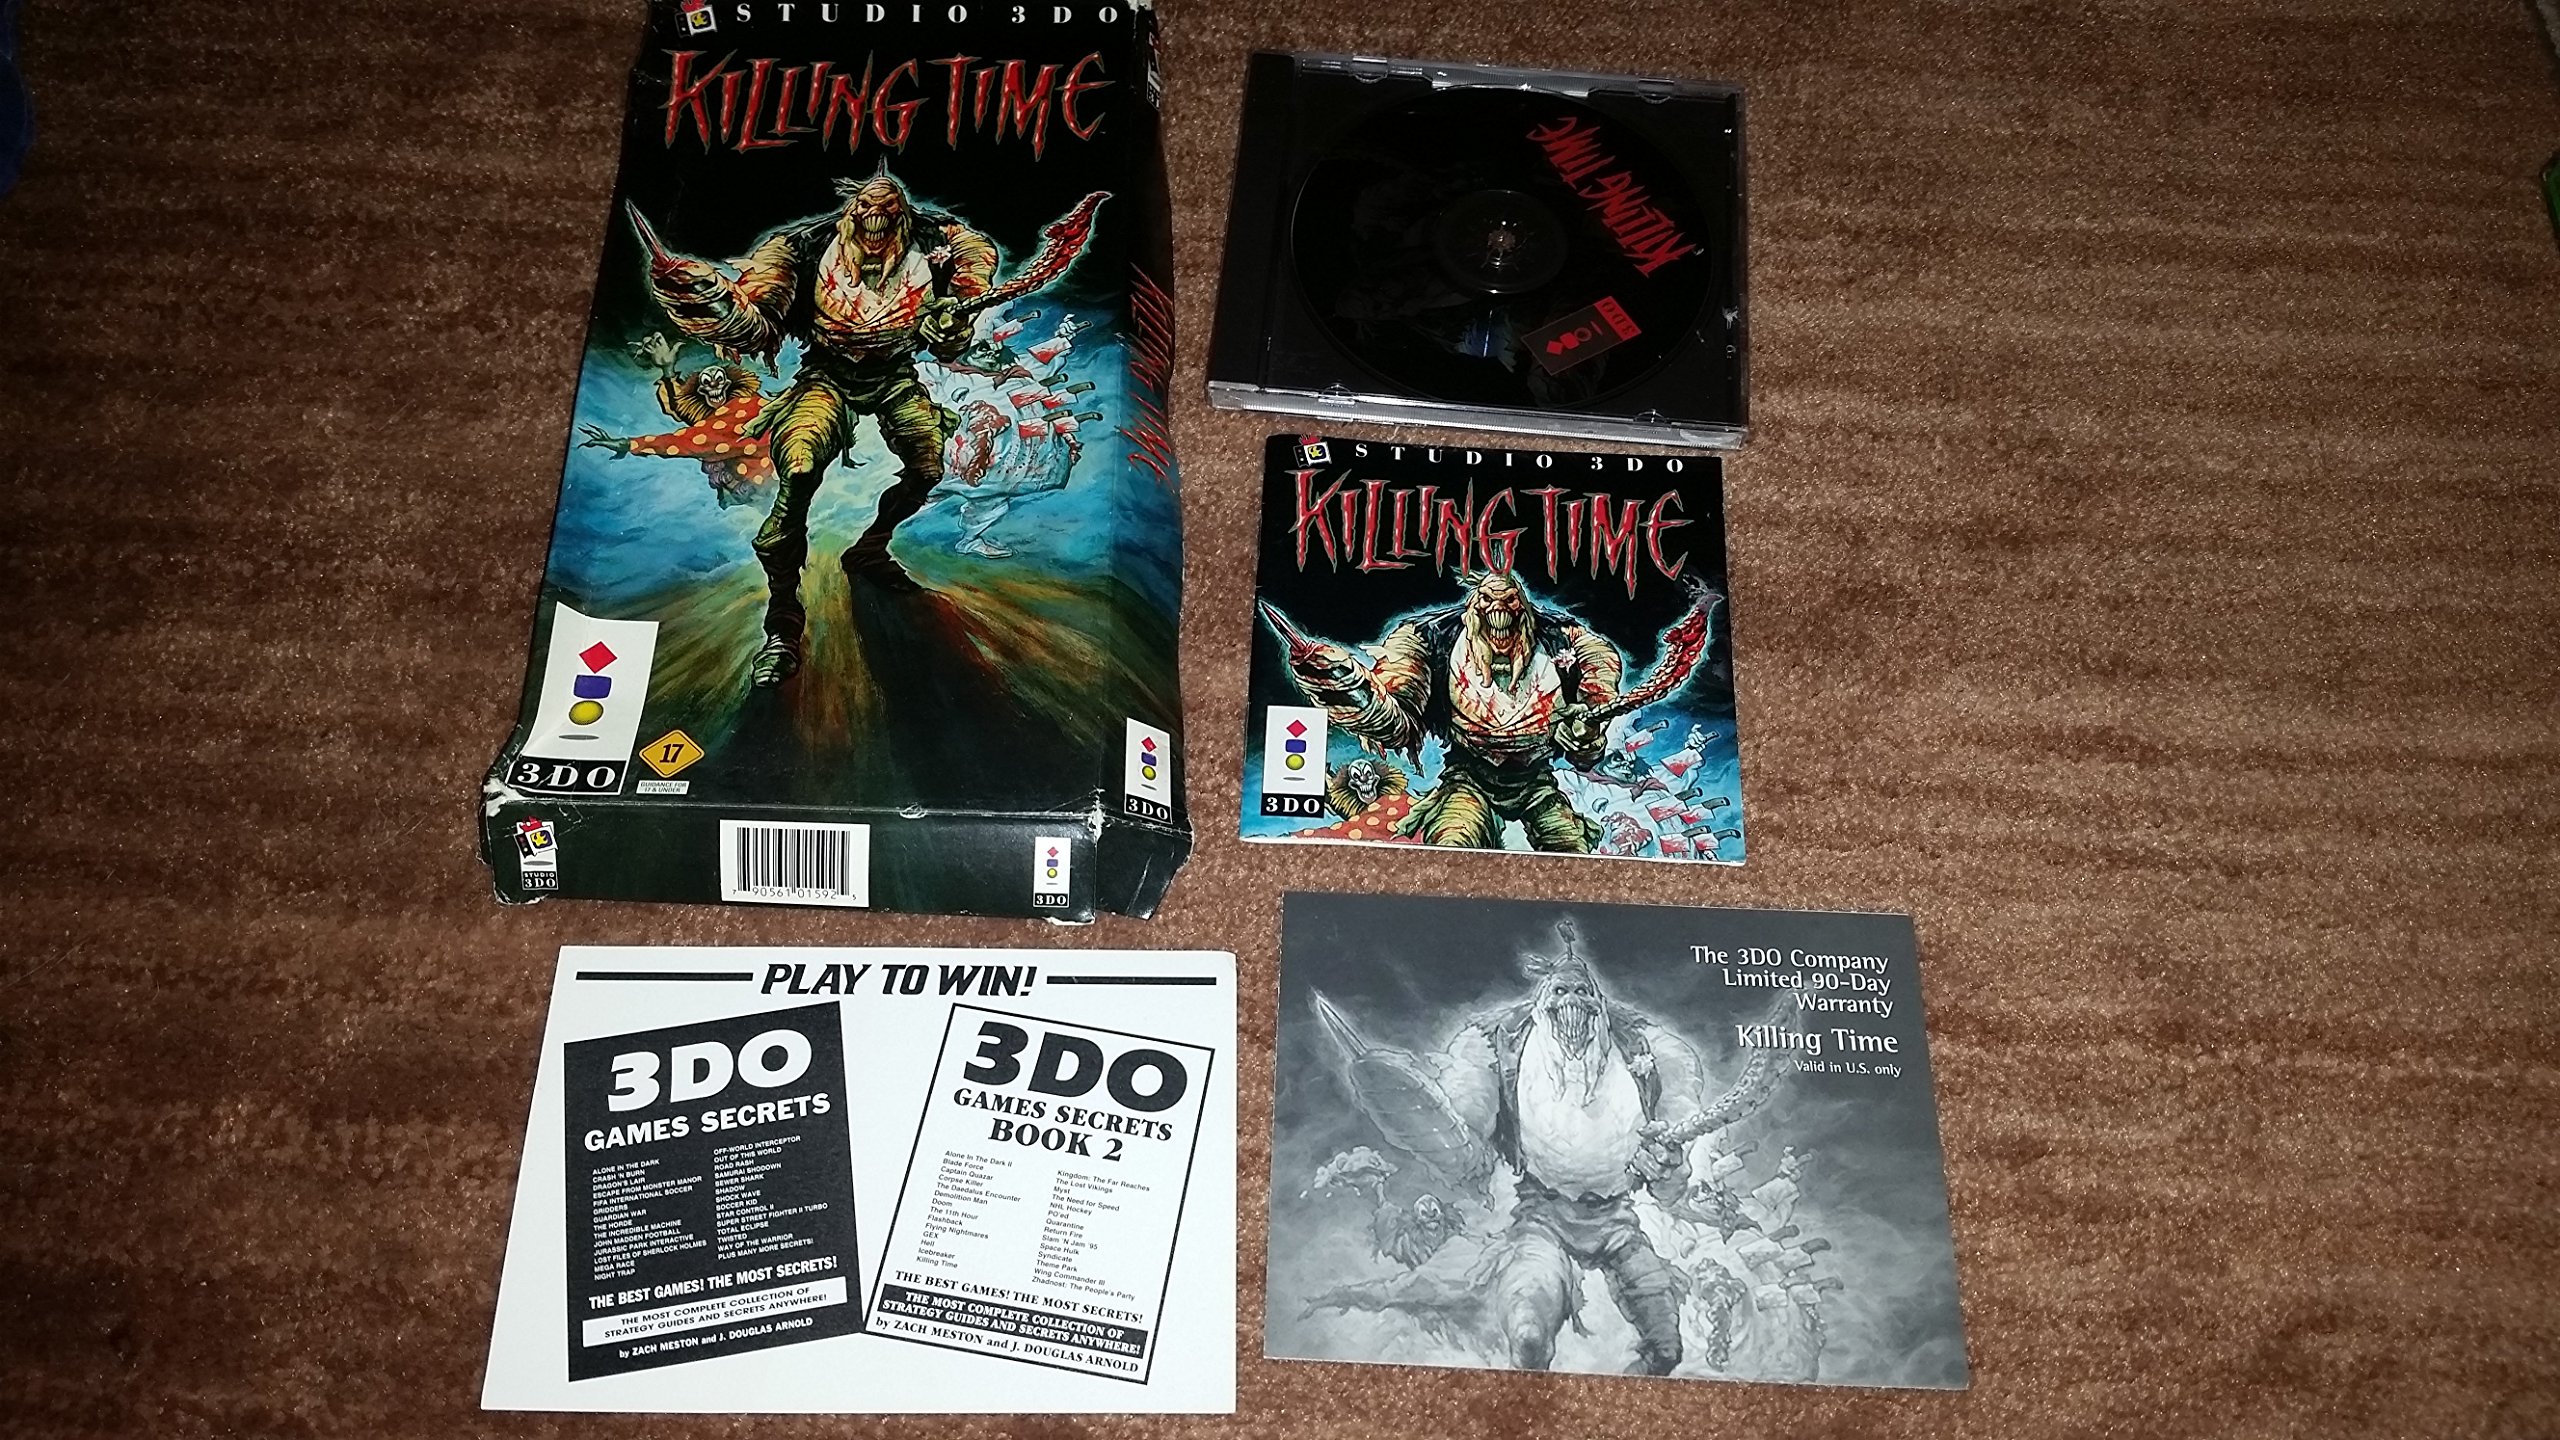 STUDIO 3DO
KILLING TIME
KILLING TIME
3DO
17
GUIDANCE FOR
17 & UNDER
3DO
STUDIO
3DO
7 90561 01592 5
3DO
KILLING TIME
3DO
STUDIO 3DO
KILLING TIME
3DO
PLAY TO WIN!
3DO
GAMES SECRETS
ALONE IN THE DARK
CRASH 'N BURN
DRAGON'S LAIR
ESCAPE FROM MONSTER MANOR
FIFA INTERNATIONAL SOCCER
GRIDDERS
GUARDIAN WAR
THE HORDE
THE INCREDIBLE MACHINE
JOHN MADDEN FOOTBALL
JURASSIC PARK INTERACTIVE
LOST FILES OF SHERLOCK HOLMES
MEGA RACE
NIGHT TRAP
OFF-WORLD INTERCEPTOR
OUT OF THIS WORLD
ROAD RASH
SAMURAI SHODOWN
SEWER SHARK
SHADOW
SHOCK WAVE
SOCCER KID
STAR CONTROL II
SUPER STREET FIGHTER II TURBO
TOTAL ECLIPSE
TWISTED
WAY OF THE WARRIOR
PLUS MANY MORE SECRETS!
THE BEST GAMES! THE MOST SECRETS!
THE MOST COMPLETE COLLECTION OF
STRATEGY GUIDES AND SECRETS ANYWHERE!
by ZACH MESTON and J. DOUGLAS ARNOLD
3DO
GAMES SECRETS
BOOK 2
Alone In The Dark II
Blade Force
Captain Quazar
Corpse Killer
The Daedalus Encounter
Demolition Man
Doom
The 11th Hour
Flashback
Flying Nightmares
GEX
Hell
Icebreaker
Killing Time
Kingdom: The Far Reaches
The Lost Vikings
Myst
The Need for Speed
NHL Hockey
PO'ed
Quarantine
Return Fire
Slam 'N Jam '95
Space Hulk
Syndicate
Theme Park
Wing Commander III
Zhadnost: The People's Party
THE BEST GAMES! THE MOST SECRETS!
THE MOST COMPLETE COLLECTION OF
STRATEGY GUIDES AND SECRETS ANYWHERE!
by ZACH MESTON and J. DOUGLAS ARNOLD
The 3DO Company
Limited 90-Day
Warranty
Killing Time
Valid in U.S. only